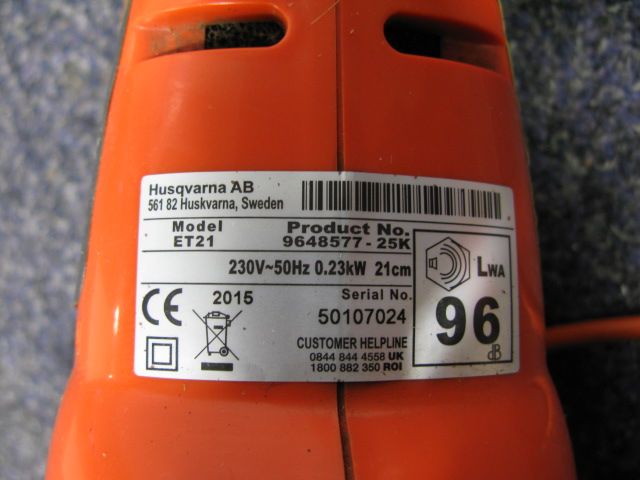 Husqvarna AB
561 82 Huskvarna, Sweden
Model Product No.
ET21 9648577-25K
230V~50Hz 0.23kW 21cm
CE 2015 Serial No.
50107024
LWA
96
dB
CUSTOMER HELPLINE
0844 844 4558 UK
1800 882 350 ROI